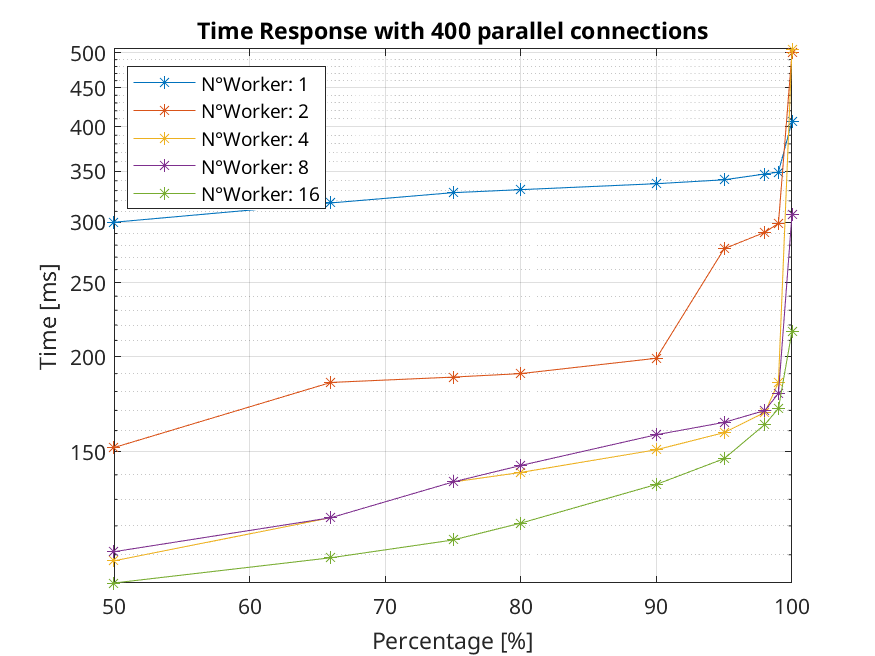 Time Response with 400 parallel connections
500
450
400
350
300
250
200
150
Time [ms]
N°Worker: 1
N°Worker: 2
N°Worker: 4
N°Worker: 8
N°Worker: 16
50 60 70 80 90 100
Percentage [%]